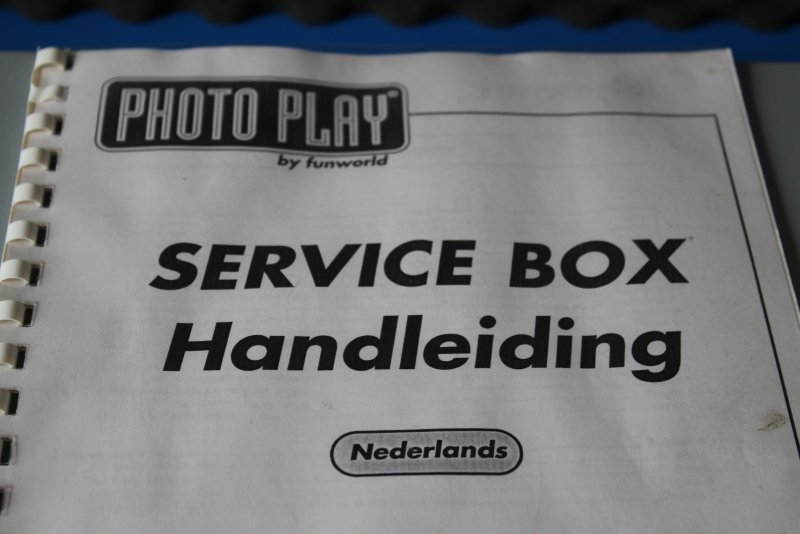 PHOTO PLAY®
by funworld
SERVICE BOX
Handleiding
Nederlands